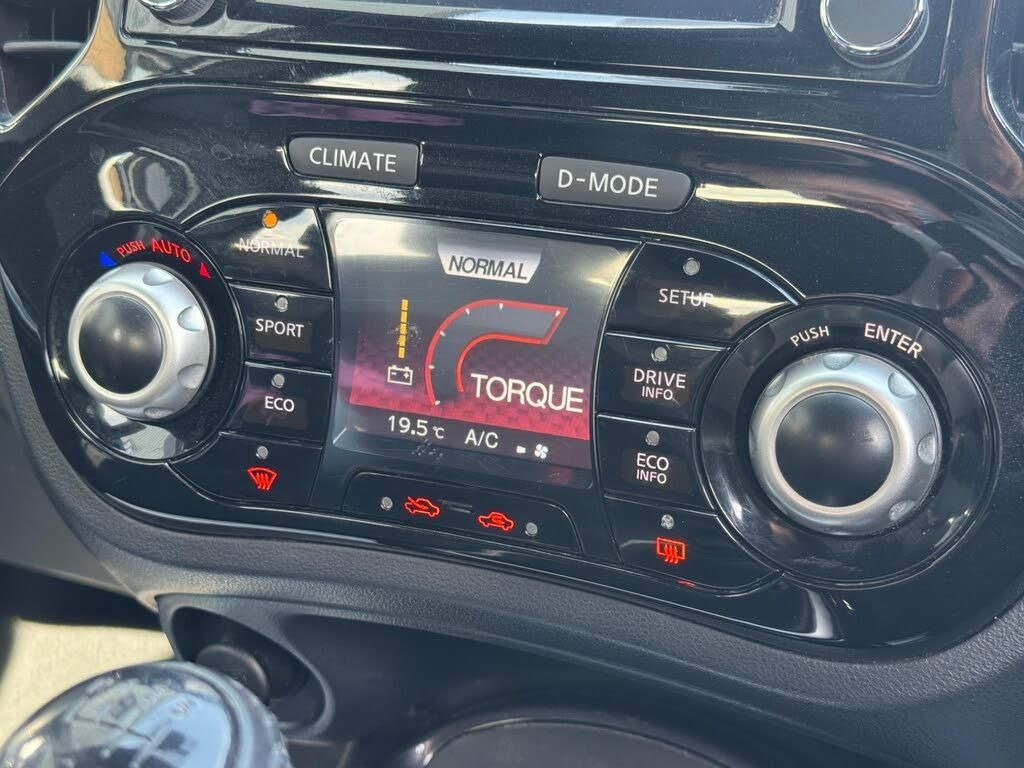 CLIMATE
D-MODE
PUSH AUTO
NORMAL
SPORT
ECO
NORMAL
TORQUE
19.5°C A/C
SETUP
DRIVE
INFO
ECO
INFO
PUSH ENTER